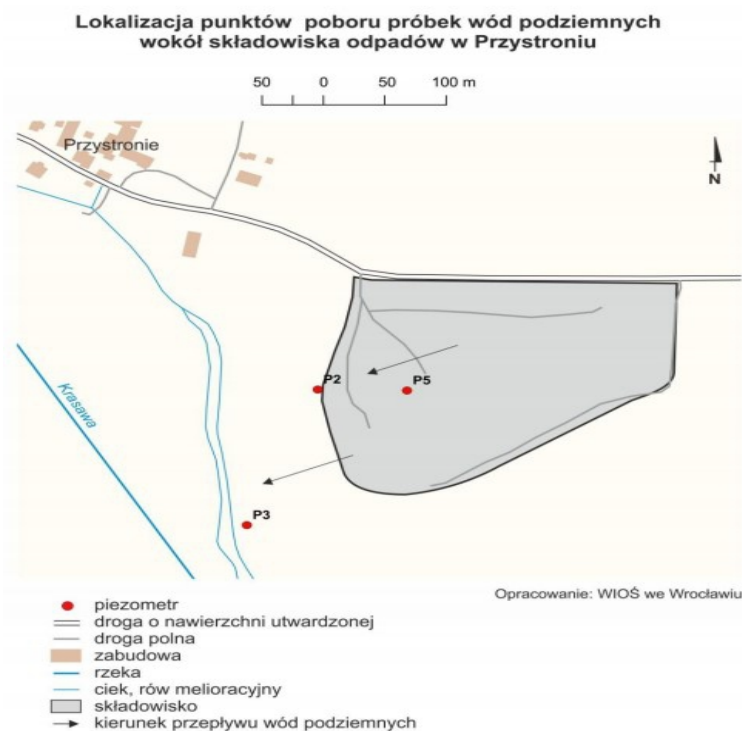 Lokalizacja punktów poboru próbek wód podziemnych
wokół składowiska odpadów w Przystroniu
50 0 50 100 m
Przystronie
N
P2
P5
Krasawa
P3
Opracowanie: WIOŚ we Wrocławiu
piezometr
droga o nawierzchni utwardzonej
droga polna
zabudowa
rzeka
ciek, rów melioracyjny
składowisko
kierunek przepływu wód podziemnych